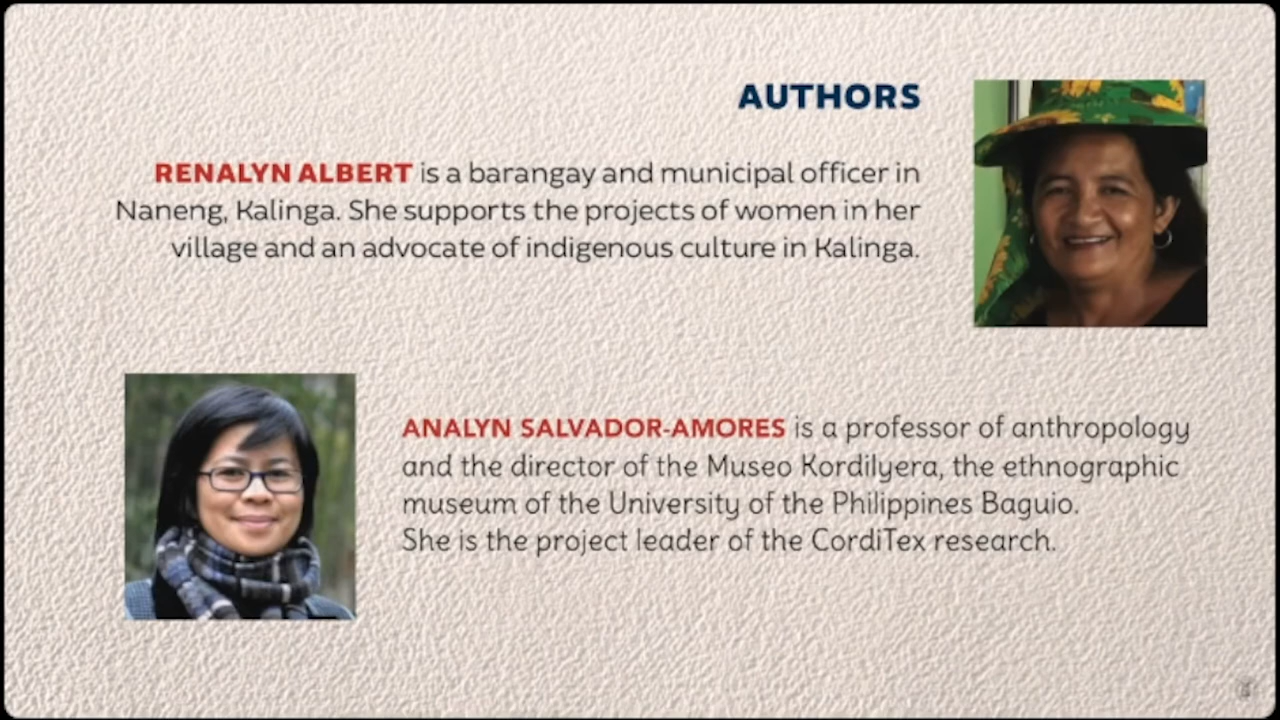 AUTHORS
RENALYN ALBERT is a barangay and municipal officer in
Naneng, Kalinga. She supports the projects of women in her
village and an advocate of indigenous culture in Kalinga.
ANALYN SALVADOR-AMORES is a professor of anthropology
and the director of the Museo Kordilyera, the ethnographic
museum of the University of the Philippines Baguio.
She is the project leader of the CordiTex research.